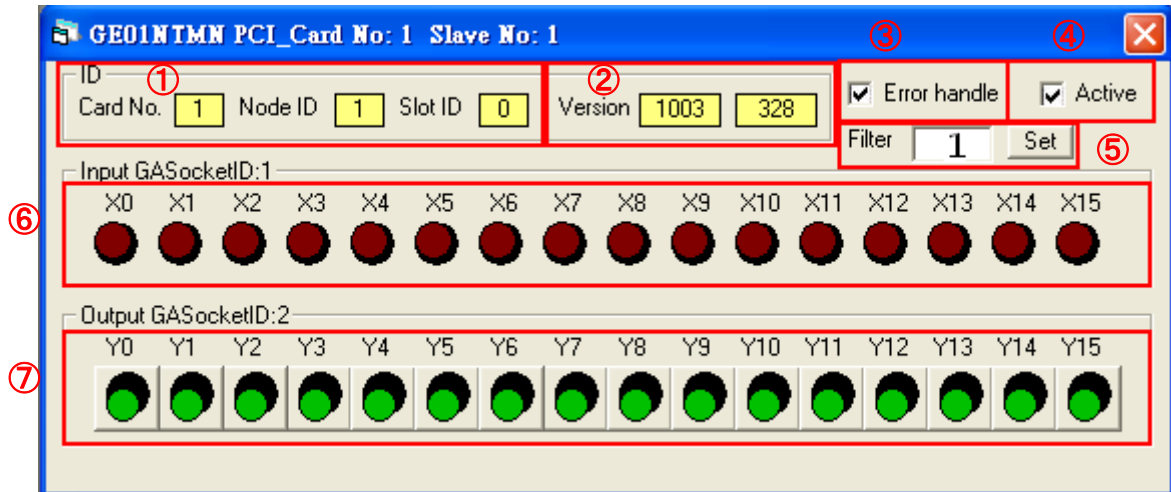 GE01NTMN PCI_Card No: 1 Slave No: 1
③ ④
ID ① ②
Card No. 1 Node ID 1 Slot ID 0 Version 1003 328 Error handle Active
Filter 1 Set ⑤
Input GASocketID:1
⑥ X0 X1 X2 X3 X4 X5 X6 X7 X8 X9 X10 X11 X12 X13 X14 X15
Output GASocketID:2
Y0 Y1 Y2 Y3 Y4 Y5 Y6 Y7 Y8 Y9 Y10 Y11 Y12 Y13 Y14 Y15
⑦